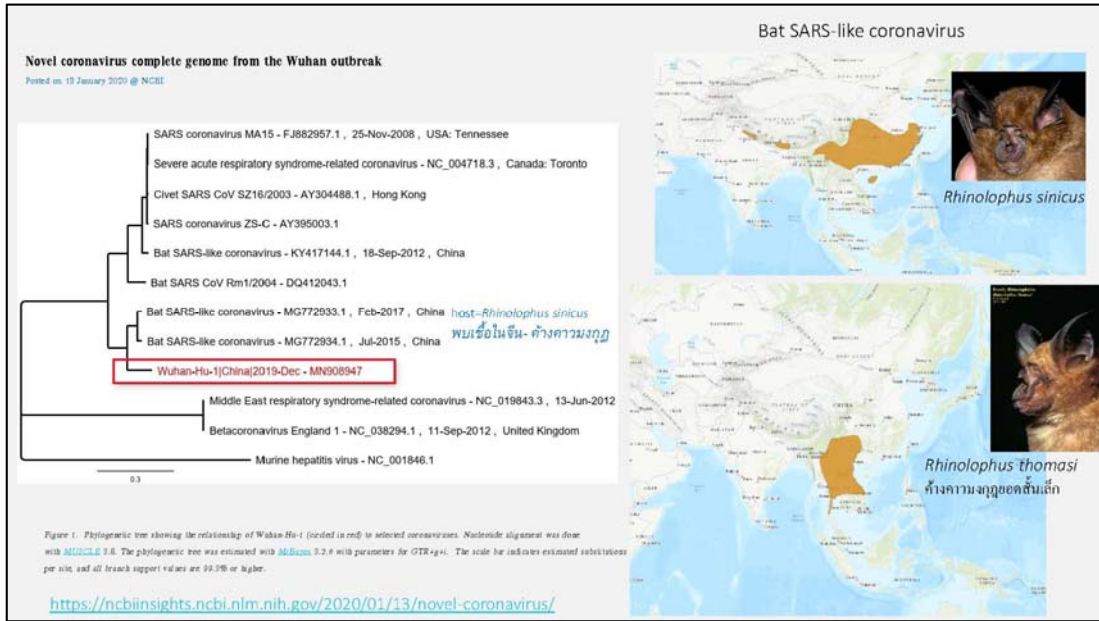 Novel coronavirus complete genome from the Wuhan outbreak
Posted on 13 January 2020 @ NCBI
SARS coronavirus MA15 - FJ882957.1 , 25-Nov-2008 , USA: Tennessee
Severe acute respiratory syndrome-related coronavirus - NC_004718.3 , Canada: Toronto
Civet SARS CoV SZ16/2003 - AY304488.1 , Hong Kong
SARS coronavirus ZS-C - AY395003.1
Bat SARS-like coronavirus - KY417144.1 , 18-Sep-2012 , China
Bat SARS CoV Rm1/2004 - DQ412043.1
Bat SARS-like coronavirus - MG772933.1 , Feb-2017 , China
host=Rhinolophus sinicus
Bat SARS-like coronavirus - MG772934.1 , Jul-2015 , China
พบเชื้อในจีน- ค้างคาวมงกุฎ
Wuhan-Hu-1|China|2019-Dec - MN908947
Middle East respiratory syndrome-related coronavirus - NC_019843.3 , 13-Jun-2012
Betacoronavirus England 1 - NC_038294.1 , 11-Sep-2012 , United Kingdom
Murine hepatitis virus - NC_001846.1
0.3
Figure 1. Phylogenetic tree showing the relationship of Wuhan-Hu-1 (circled in red) to selected coronaviruses. Nucleotide alignment was done
with MUSCLE 3.8. The phylogenetic tree was estimated with MrBayes 3.2.6 with parameters for GTR+g+i. The scale bar indicates estimated substitutions
per site, and all branch support values are 99.3% or higher.
https://ncbiinsights.ncbi.nlm.nih.gov/2020/01/13/novel-coronavirus/
Bat SARS-like coronavirus
Rhinolophus sinicus
Rhinolophus thomasi
ค้างคาวมงกุฎยอดสั้นเล็ก